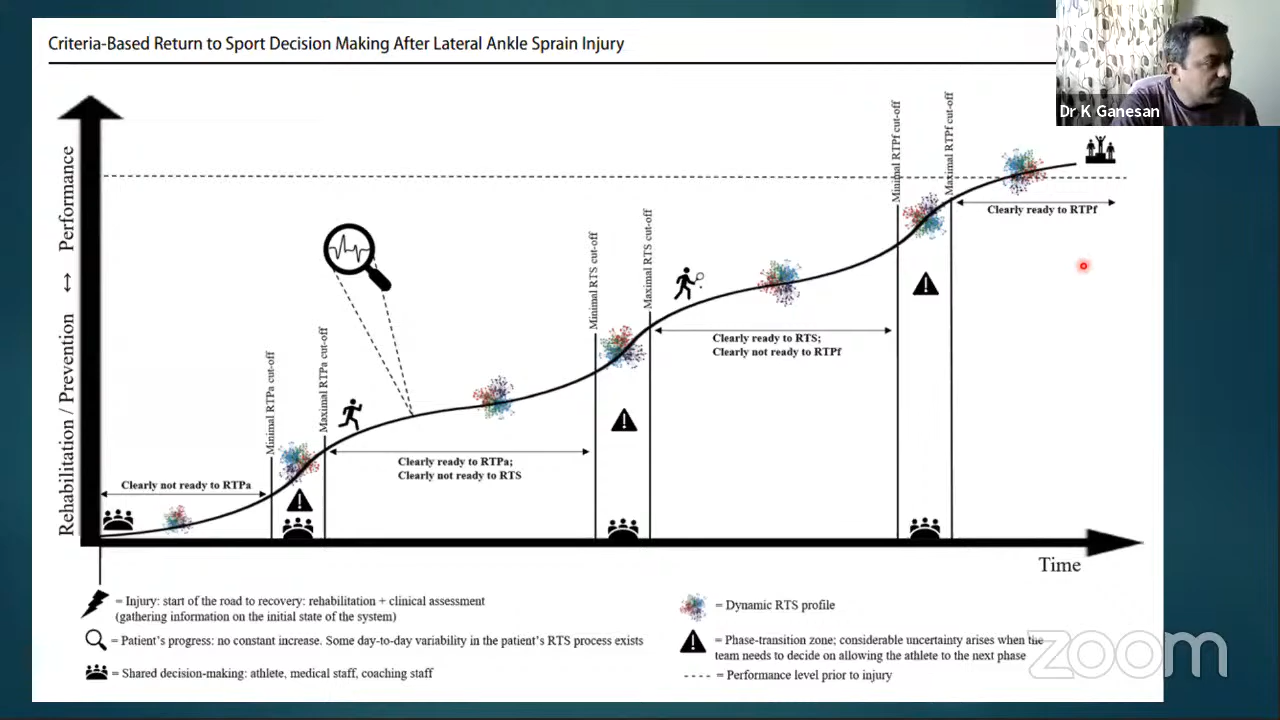 Criteria-Based Return to Sport Decision Making After Lateral Ankle Sprain Injury
Dr K Ganesan
Rehabilitation / Prevention ↔ Performance
Minimal RTPa cut-off
Maximal RTPa cut-off
Minimal RTS cut-off
Maximal RTS cut-off
Minimal RTPf cut-off
Maximal RTPf cut-off
Clearly ready to RTPf
Clearly ready to RTS;
Clearly not ready to RTPf
Clearly ready to RTPa;
Clearly not ready to RTS
Clearly not ready to RTPa
Time
= Injury: start of the road to recovery: rehabilitation + clinical assessment
(gathering information on the initial state of the system)
= Patient's progress: no constant increase. Some day-to-day variability in the patient's RTS process exists
= Shared decision-making: athlete, medical staff, coaching staff
= Dynamic RTS profile
= Phase-transition zone; considerable uncertainty arises when the
team needs to decide on allowing the athlete to the next phase
---- = Performance level prior to injury
zoom